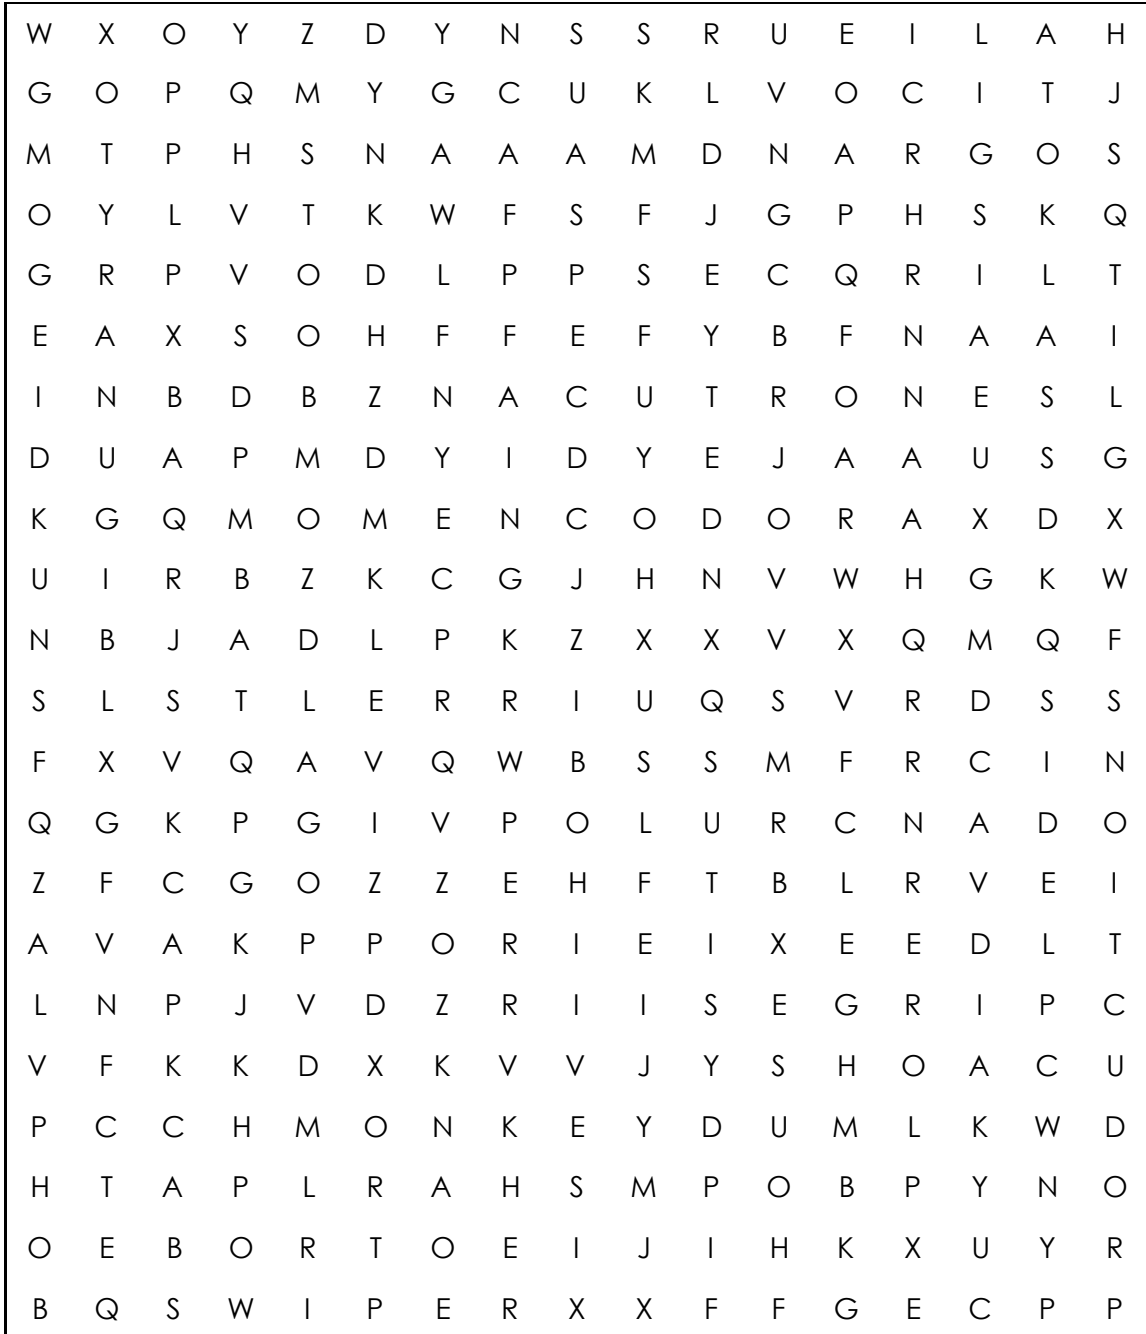 W X O Y Z D Y N S S R U E I L A H
G O P Q M Y G C U K L V O C I T J
M T P H S N A A A M D N A R G O S
O Y L V T K W F S F J G P H S K Q
G R P V O D L P P S E C Q R I L T
E A X S O H F F E F Y B F N A A I
I N B D B Z N A C U T R O N E S L
D U A P M D Y I D Y E J A A U S G
K G Q M O M E N C O D O R A X D X
U I R B Z K C G J H N V W H G K W
N B J A D L P K Z X X V X Q M Q F
S L S T L E R R I U Q S V R D S S
F X V Q A V Q W B S S M F R C I N
Q G K P G I V P O L U R C N A D O
Z F C G O Z Z E H F T B L R V E I
A V A K P P O R I E I X E E D L T
L N P J V D Z R I I S E G R I P C
V F K K D X K V V J Y S H O A C U
P C C H M O N K E Y D U M L K W D
H T A P L R A H S M P O B P Y N O
O E B O R T O E I J I H K X U Y R
B Q S W I P E R X X F F G E C P P